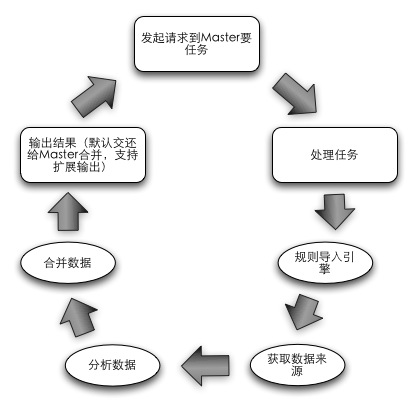 发起请求到Master要
任务
处理任务
规则导入引
擎
获取数据来
源
分析数据
合并数据
输出结果（默认交还
给Master合并，支持
扩展输出）